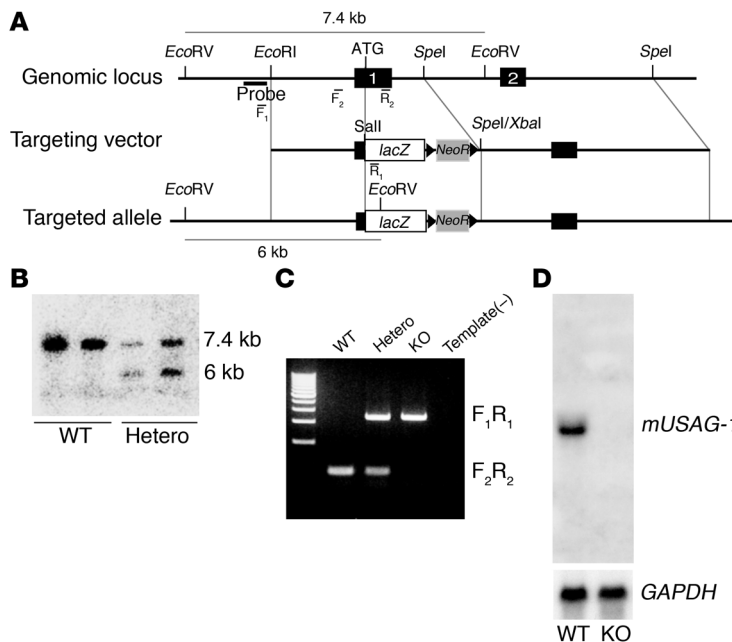 A
7.4 kb
EcoRV EcoRI ATG SpeI EcoRV SpeI
Genomic locus 1 2
Probe F1 F2 R2
SalI SpeI/XbaI
Targeting vector lacZ NeoR
R1
EcoRV EcoRV
Targeted allele lacZ NeoR
6 kb
B
7.4 kb
6 kb
WT Hetero
C
WT Hetero KO Template(–)
F1R1
F2R2
D
mUSAG-1
GAPDH
WT KO